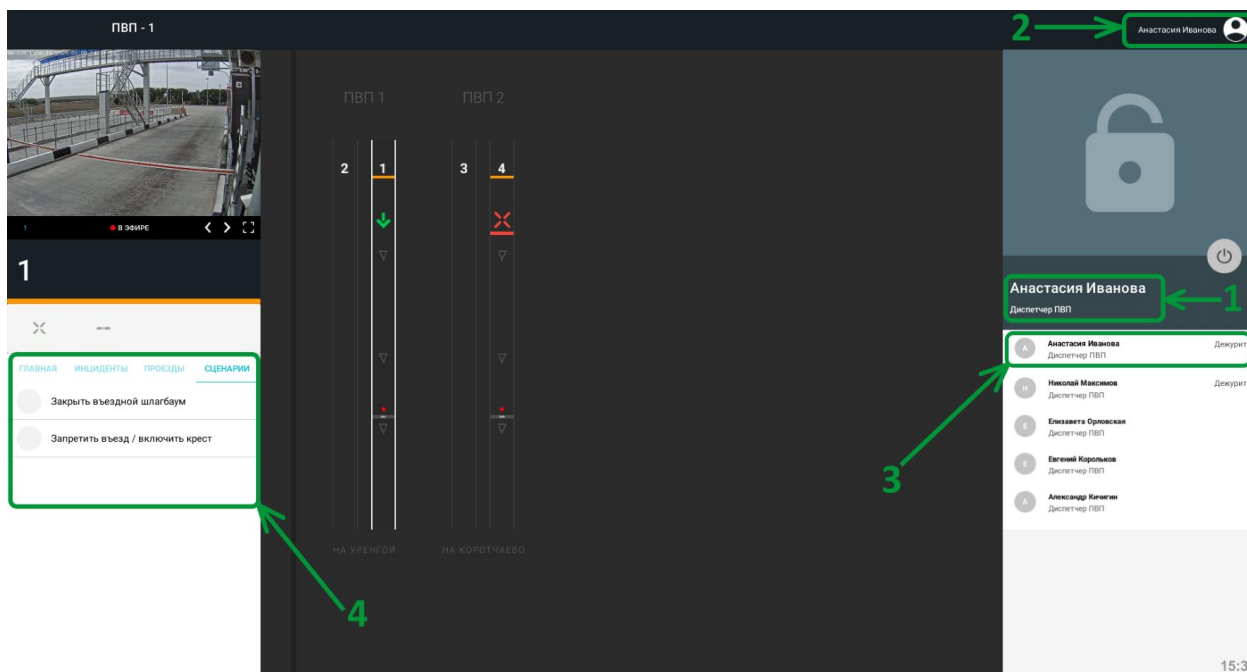 ПВП - 1
2
Анастасия Иванова
1
В ЭФИРЕ
1
ГЛАВНАЯ
ИНЦИДЕНТЫ
ПРОЕЗДЫ
СЦЕНАРИИ
Закрыть въездной шлагбаум
Запретить въезд / включить крест
4
ПВП 1
ПВП 2
2
1
3
4
НА УРЕНГОЙ
НА КОРОТЧАЕВО
Анастасия Иванова
Диспетчер ПВП
1
3
А
Анастасия Иванова
Дежурит
Диспетчер ПВП
Н
Николай Максимов
Дежурит
Диспетчер ПВП
Е
Елизавета Орловская
Диспетчер ПВП
Е
Евгений Корольков
Диспетчер ПВП
А
Александр Кичигин
Диспетчер ПВП
15:3